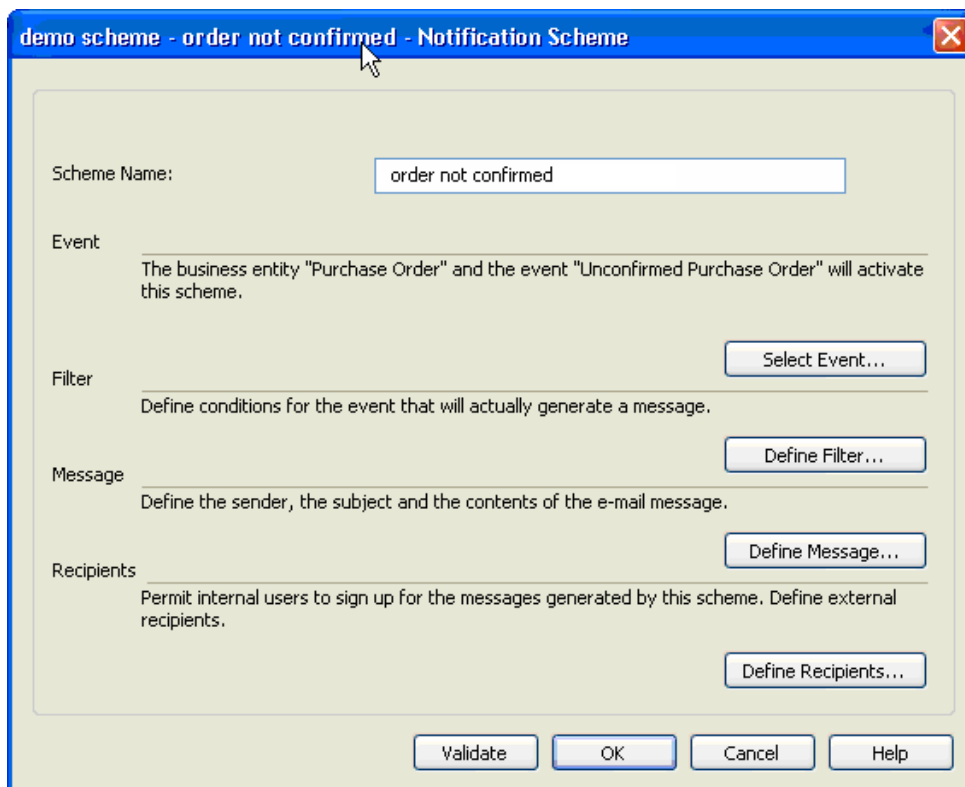 demo scheme - order not confirmed - Notification Scheme
Scheme Name:
order not confirmed
Event
The business entity "Purchase Order" and the event "Unconfirmed Purchase Order" will activate
this scheme.
Select Event...
Filter
Define conditions for the event that will actually generate a message.
Define Filter...
Message
Define the sender, the subject and the contents of the e-mail message.
Define Message...
Recipients
Permit internal users to sign up for the messages generated by this scheme. Define external
recipients.
Define Recipients...
Validate OK Cancel Help